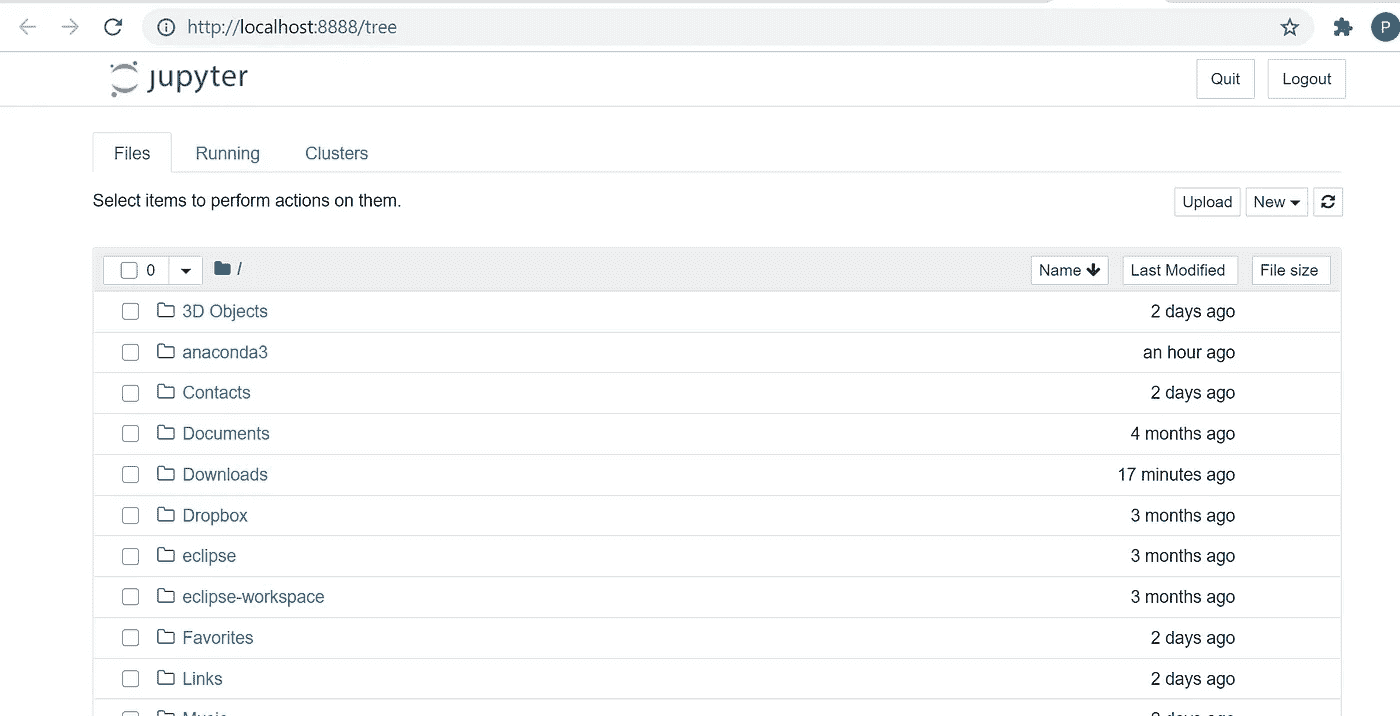 http://localhost:8888/tree
P
jupyter
Quit Logout
Files Running Clusters
Select items to perform actions on them.
Upload New
0 / Name Last Modified File size
3D Objects 2 days ago
anaconda3 an hour ago
Contacts 2 days ago
Documents 4 months ago
Downloads 17 minutes ago
Dropbox 3 months ago
eclipse 3 months ago
eclipse-workspace 3 months ago
Favorites 2 days ago
Links 2 days ago